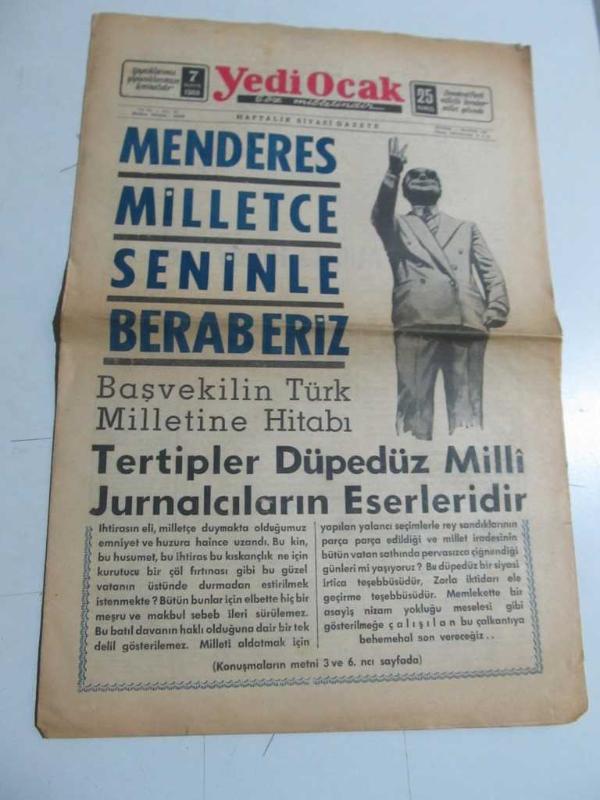 7
1960
Yedi Ocak
Söz milletindir...
25
HAFTALIK SİYASİ GAZETE
MENDERES
MİLLETCE
SENİNLE
BERABERİZ
Başvekilin Türk
Milletine Hitabı
Tertipler Düpedüz Millî
Jurnalcıların Eserleridir
İhtirasın eli, milletçe duymakta olduğumuz
emniyet ve huzura haince uzandı. Bu kin,
bu husumet, bu ihtiras bu kıskançlık ne için
kurutucu bir çöl fırtınası gibi bu güzel
vatanın üstünde durmadan estirilmek
istenmekte ? Bütün bunlar için elbette hiç bir
meşru ve makbul sebeb ileri sürülemez.
Bu batıl davanın haklı olduğuna dair bir tek
delil gösterilemez. Milleti aldatmak için
yapılan yalancı seçimlerle rey sandıklarının
parça parça edildiği ve millet iradesinin
bütün vatan sathında pervasızca çiğnendiği
günleri mi yaşıyoruz ? Bu düpedüz bir siyasi
irtica teşebbüsüdür, Zorla iktidarı ele
geçirme teşebbüsüdür. Memlekette bir
asayiş nizam yokluğu meselesi gibi
gösterilmeğe çalışılan bu çalkantıya
behemehal son vereceğiz . .
(Konuşmaların metni 3 ve 6. ncı sayfada)